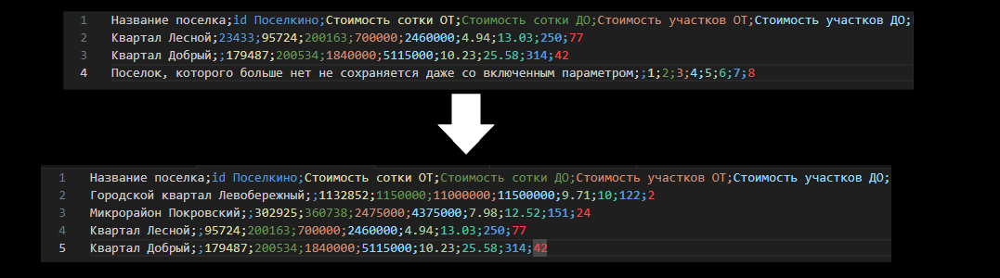 1 Название поселка;id Поселкино;Стоимость сотки ОТ;Стоимость сотки ДО;Стоимость участков ОТ;Стоимость участков ДО;
2 Квартал Лесной;23433;95724;200163;700000;2460000;4.94;13.03;250;77
3 Квартал Добрый;;179487;200534;1840000;5115000;10.23;25.58;314;42
4 Поселок, которого больше нет не сохраняется даже со включенным параметром;;1;2;3;4;5;6;7;8
1 Название поселка;id Поселкино;Стоимость сотки ОТ;Стоимость сотки ДО;Стоимость участков ОТ;Стоимость участков ДО;
2 Городской квартал Левобережный;;1132852;1150000;11000000;11500000;9.71;10;122;2
3 Микрорайон Покровский;;302925;360738;2475000;4375000;7.98;12.52;151;24
4 Квартал Лесной;;95724;200163;700000;2460000;4.94;13.03;250;77
5 Квартал Добрый;;179487;200534;1840000;5115000;10.23;25.58;314;42